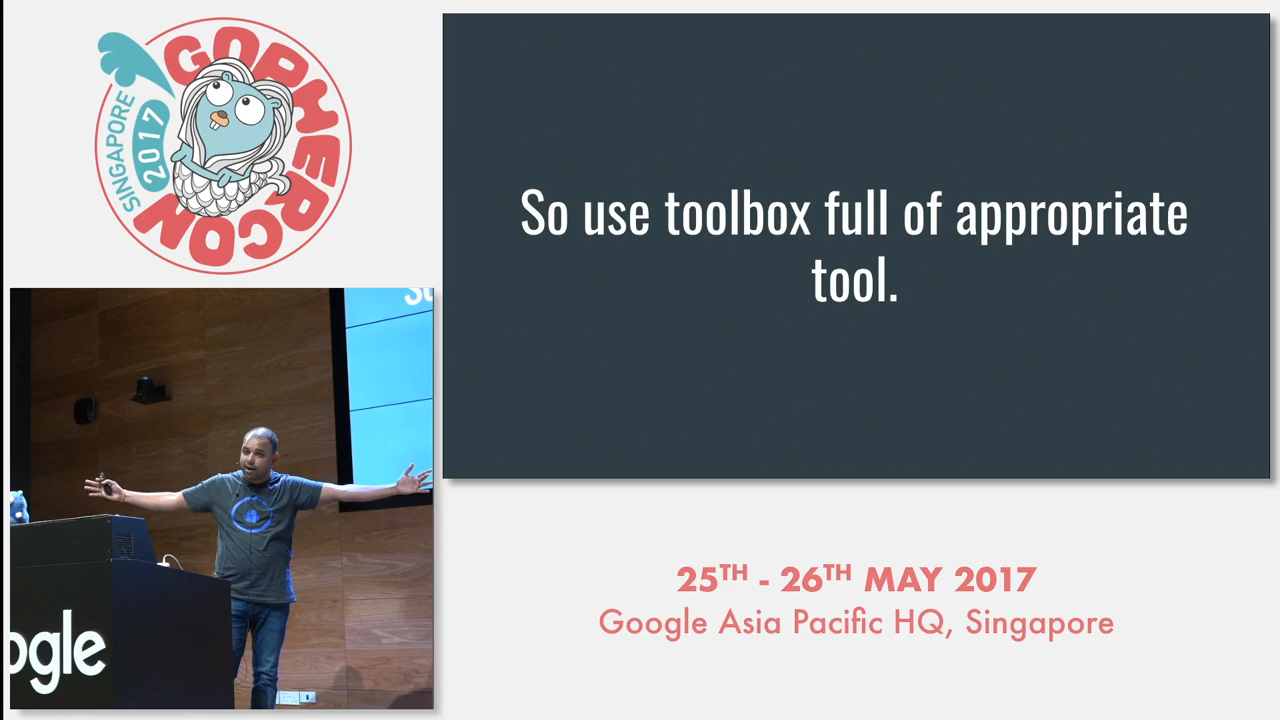 GOPHERCON
SINGAPORE
2017
So use toolbox full of appropriate
tool.
ogle
25TH - 26TH MAY 2017
Google Asia Pacific HQ, Singapore